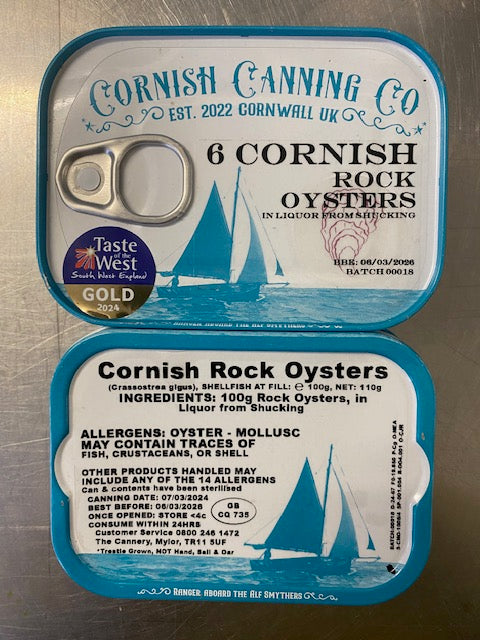 CORNISH CANNING CO
EST. 2022 CORNWALL UK
6 CORNISH
ROCK
OYSTERS
IN LIQUOR FROM SHUCKING
BBE: 06/03/2026
BATCH 00018
Taste
of the
West
South West England
GOLD
2024
RANGER ABOARD THE ALF SMYTHERS
Cornish Rock Oysters
(Crassostrea gigus), SHELLFISH AT FILL: ℮ 100g, NET: 110g
INGREDIENTS: 100g Rock Oysters, in
Liquor from Shucking
ALLERGENS: OYSTER - MOLLUSC
MAY CONTAIN TRACES OF
FISH, CRUSTACEANS, OR SHELL
OTHER PRODUCTS HANDLED MAY
INCLUDE ANY OF THE 14 ALLERGENS
Can & contents have been sterilised
CANNING DATE: 07/03/2024
BEST BEFORE: 06/03/2026
ONCE OPENED: STORE <4c
CONSUME WITHIN 24HRS
Customer Service 0800 246 1472
The Cannery, Mylor, TR11 5UF
*Trestle Grown, NOT Hand, Sail & Oar
GB
CQ 735
RANGER ABOARD THE ALF SMYTHERS